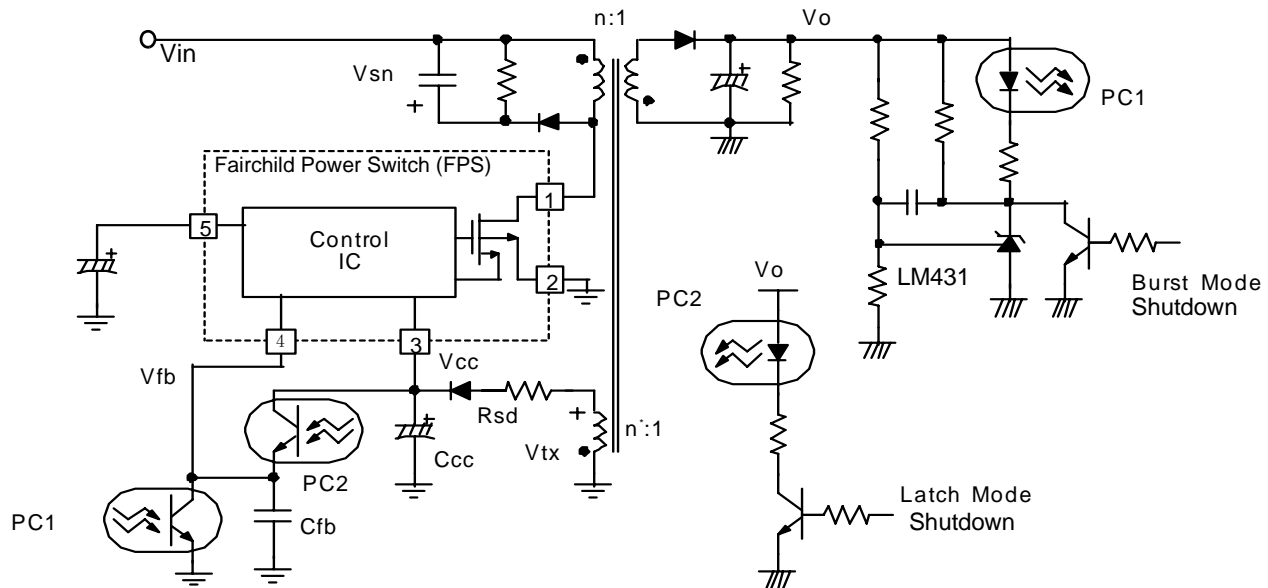 n:1
Vo
Vin
Vsn
+
+
PC1
Fairchild Power Switch (FPS)
1
5
Control
IC
+
2
LM431
Burst Mode
Shutdown
Vo
PC2
4
3
Vfb
Vcc
Rsd
+
+
n':1
Vtx
Ccc
PC2
PC1
Cfb
Latch Mode
Shutdown